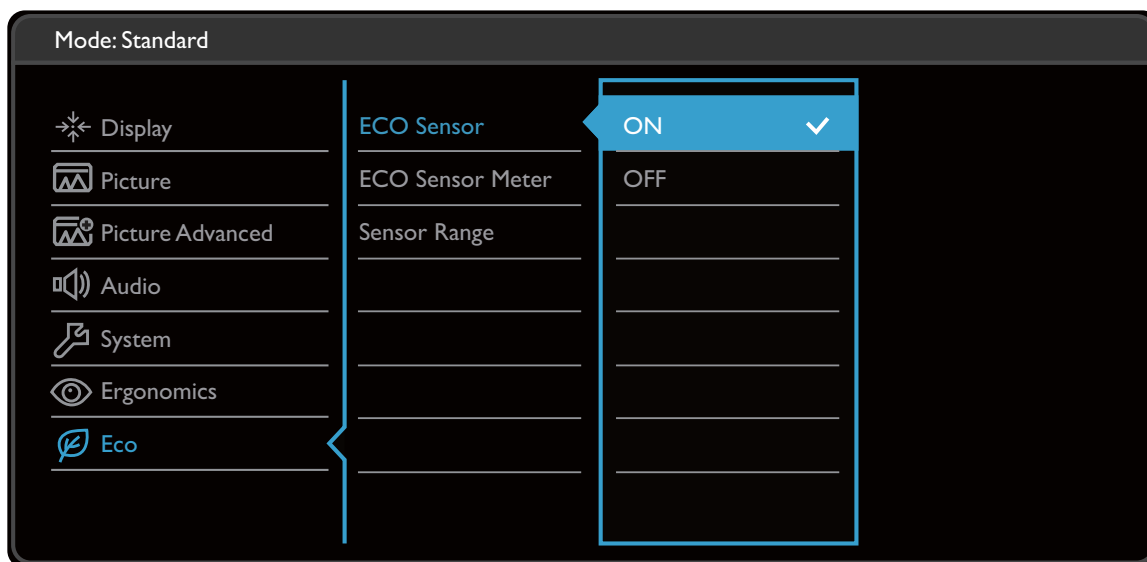 Mode: Standard
Display
Picture
Picture Advanced
Audio
System
Ergonomics
Eco
ECO Sensor
ECO Sensor Meter
Sensor Range
ON
OFF